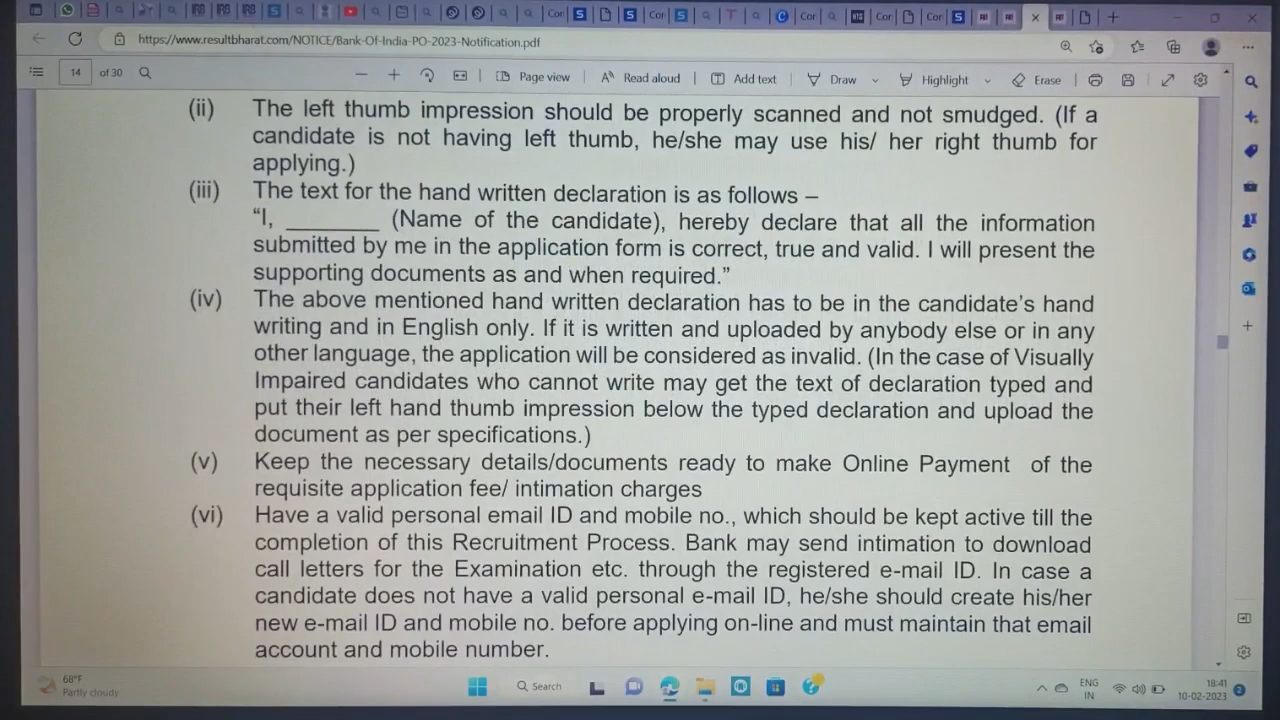 https://www.resultbharat.com/NOTICE/Bank-Of-India-PO-2023-Notification.pdf
14 of 30
Page view
Read aloud
Add text
Draw
Highlight
Erase
(ii) The left thumb impression should be properly scanned and not smudged. (If a
candidate is not having left thumb, he/she may use his/ her right thumb for
applying.)
(iii) The text for the hand written declaration is as follows –
“I, ________ (Name of the candidate), hereby declare that all the information
submitted by me in the application form is correct, true and valid. I will present the
supporting documents as and when required.”
(iv) The above mentioned hand written declaration has to be in the candidate’s hand
writing and in English only. If it is written and uploaded by anybody else or in any
other language, the application will be considered as invalid. (In the case of Visually
Impaired candidates who cannot write may get the text of declaration typed and
put their left hand thumb impression below the typed declaration and upload the
document as per specifications.)
(v) Keep the necessary details/documents ready to make Online Payment of the
requisite application fee/ intimation charges
(vi) Have a valid personal email ID and mobile no., which should be kept active till the
completion of this Recruitment Process. Bank may send intimation to download
call letters for the Examination etc. through the registered e-mail ID. In case a
candidate does not have a valid personal e-mail ID, he/she should create his/her
new e-mail ID and mobile no. before applying on-line and must maintain that email
account and mobile number.
68°F
Partly cloudy
Search
ENG
IN
18:41
10-02-2023